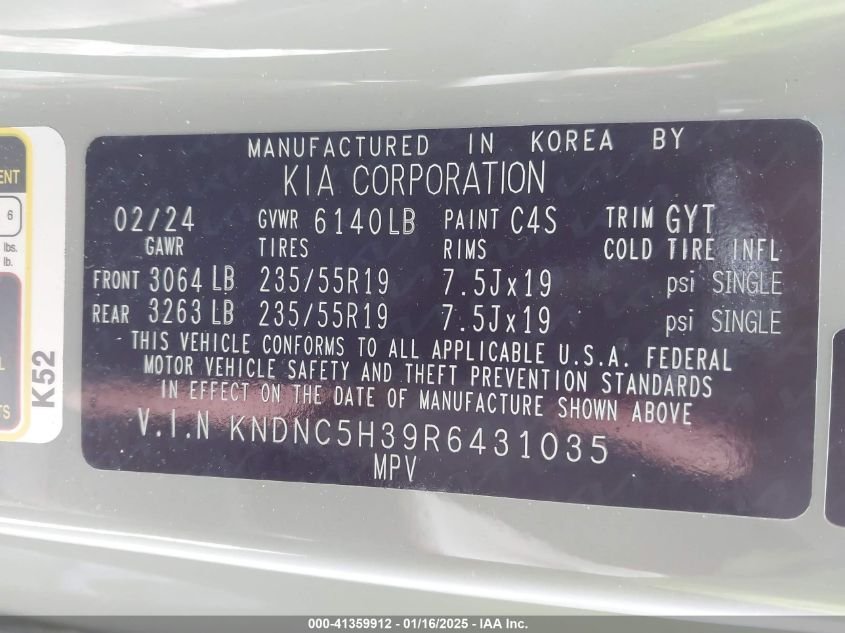 MANUFACTURED IN KOREA BY
KIA CORPORATION
02/24 GVWR 6140LB PAINT C4S TRIM GYT
GAWR TIRES RIMS COLD TIRE INFL
FRONT 3064 LB 235/55R19 7.5Jx19 psi SINGLE
REAR 3263 LB 235/55R19 7.5Jx19 psi SINGLE
THIS VEHICLE CONFORMS TO ALL APPLICABLE U.S.A. FEDERAL
MOTOR VEHICLE SAFETY AND THEFT PREVENTION STANDARDS
IN EFFECT ON THE DATE OF MANUFACTURE SHOWN ABOVE
V.I.N KNDNC5H39R6431035
MPV
ENT
6
lbs.
lb.
L
TS
K52
000-41359912 - 01/16/2025 - IAA Inc.